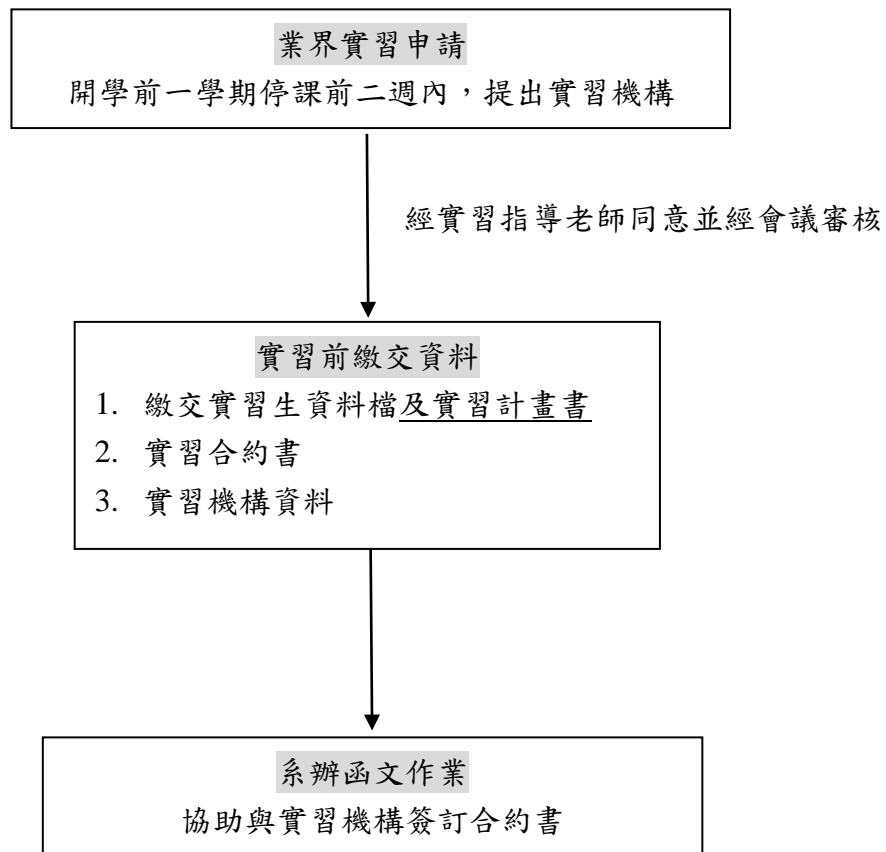 業界實習申請
開學前一學期停課前二週內，提出實習機構
經實習指導老師同意並經會議審核
實習前繳交資料
1. 繳交實習生資料檔及實習計畫書
2. 實習合約書
3. 實習機構資料
系辦函文作業
協助與實習機構簽訂合約書